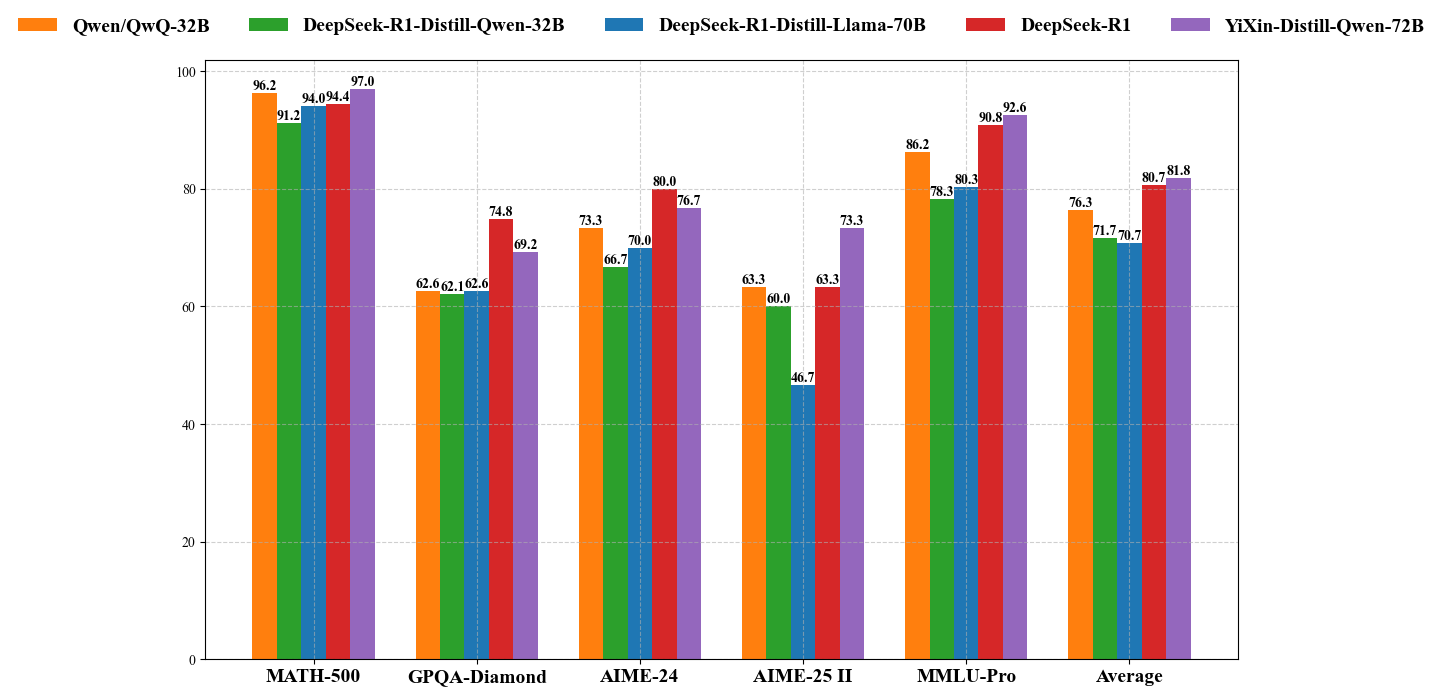 Qwen/QwQ-32B DeepSeek-R1-Distill-Qwen-32B DeepSeek-R1-Distill-Llama-70B DeepSeek-R1 YiXin-Distill-Qwen-72B
100
80
60
40
20
0
96.2 91.2 94.0 94.4 97.0
62.6 62.1 62.6 74.8 69.2
73.3 66.7 70.0 80.0 76.7
63.3 60.0 46.7 63.3 73.3
86.2 78.3 80.3 90.8 92.6
76.3 71.7 70.7 80.7 81.8
MATH-500 GPQA-Diamond AIME-24 AIME-25 II MMLU-Pro Average